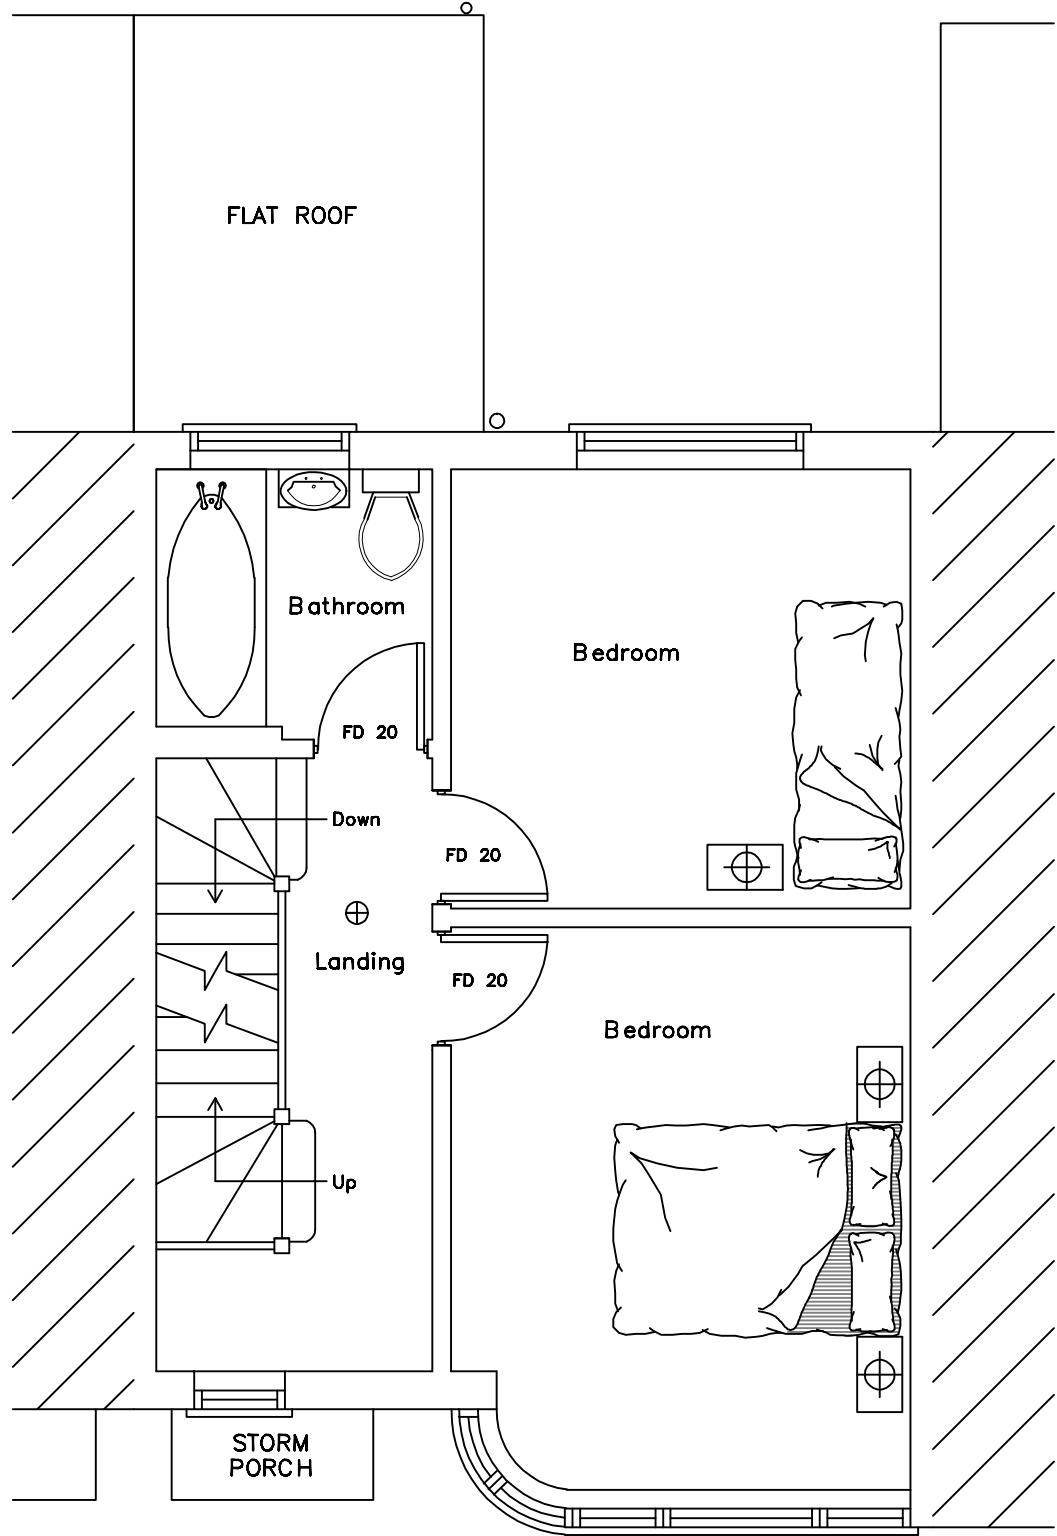 FLAT ROOF
Bathroom
Bedroom
FD 20
Down
FD 20
Landing
FD 20
Bedroom
Up
STORM
PORCH